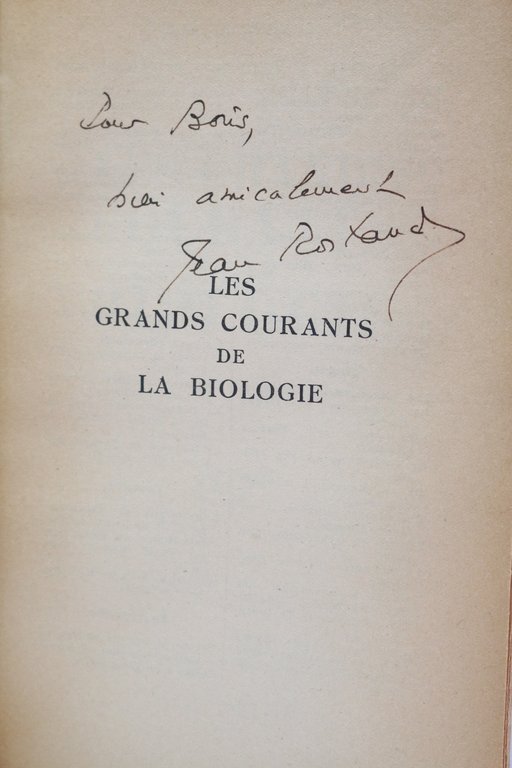 Pour Boris,
bien amicalement
Jean Rostand
LES
GRANDS COURANTS
DE
LA BIOLOGIE